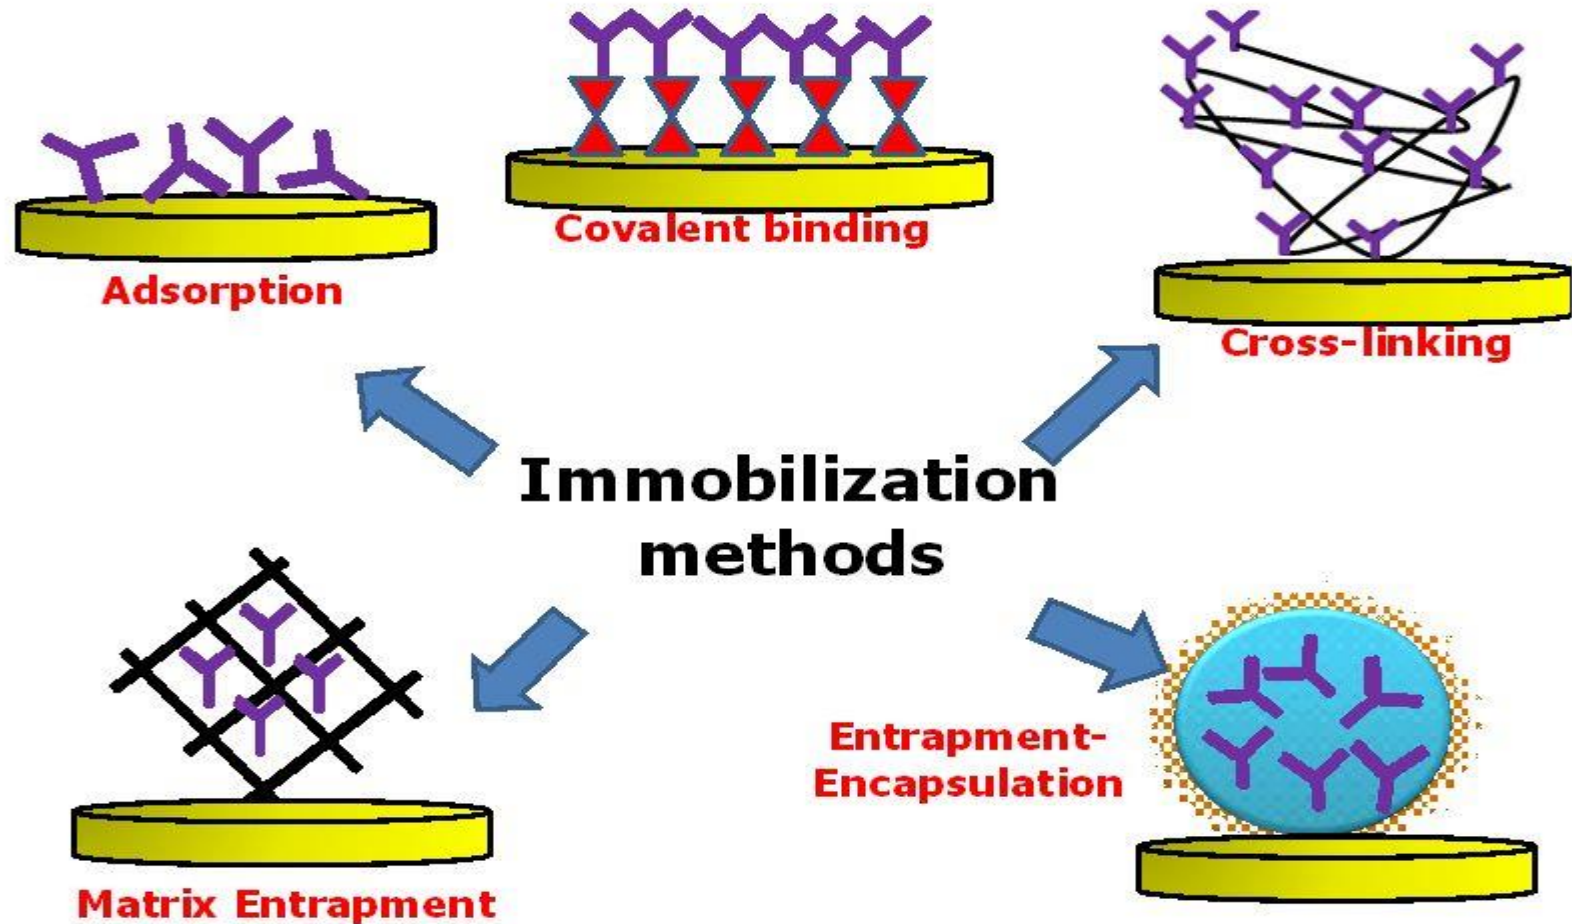 Covalent binding
Adsorption
Cross-linking
Immobilization
methods
Entrapment-
Encapsulation
Matrix Entrapment